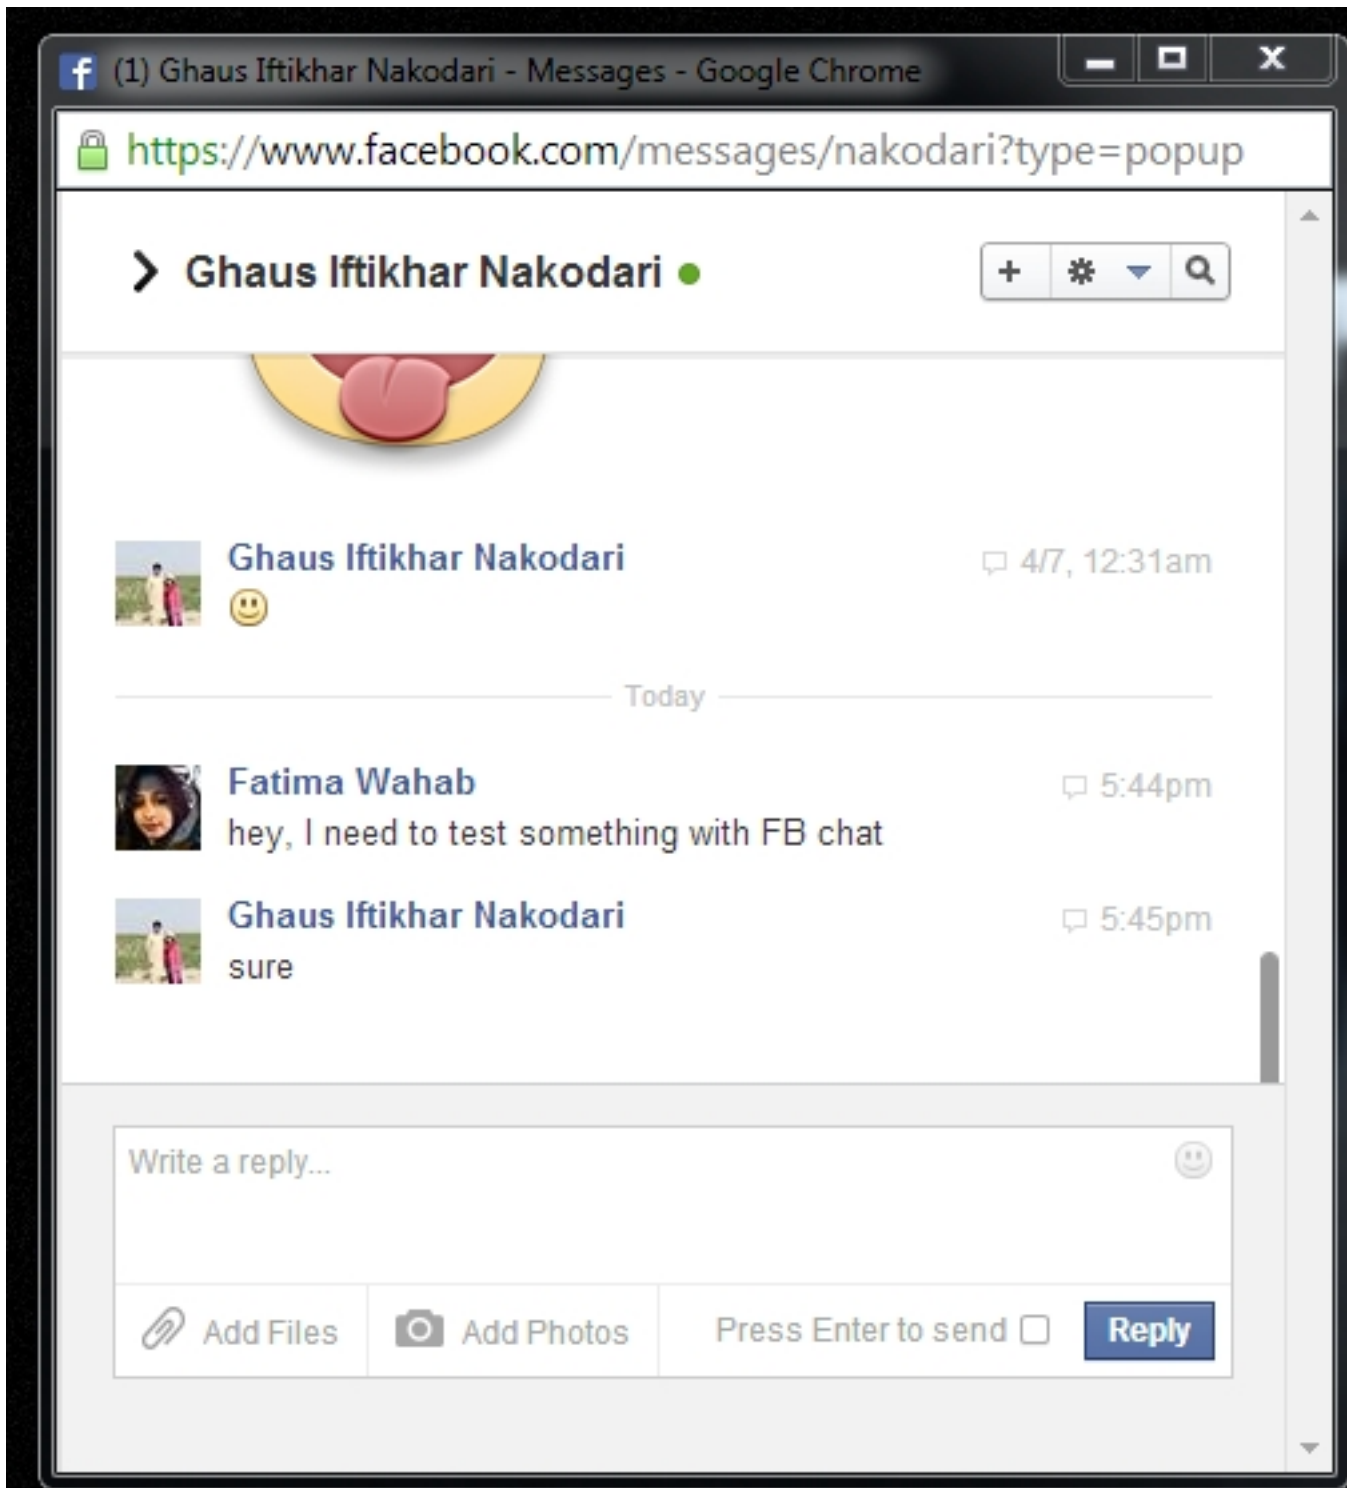 (1) Ghaus Iftikhar Nakodari - Messages - Google Chrome
https://www.facebook.com/messages/nakodari?type=popup
Ghaus Iftikhar Nakodari
Ghaus Iftikhar Nakodari 4/7, 12:31am
Today
Fatima Wahab 5:44pm
hey, I need to test something with FB chat
Ghaus Iftikhar Nakodari 5:45pm
sure
Write a reply...
Add Files Add Photos Press Enter to send Reply